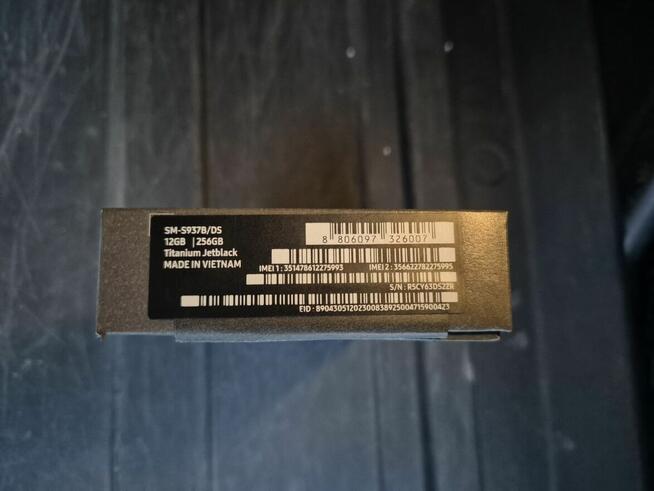 SM-S937B/DS
12GB | 256GB
Titanium Jetblack
MADE IN VIETNAM
8 806097 326007
IMEI 1 : 351478612275993 IMEI 2 : 356622782275995
S/N : R5CY63DS2ZR
EID : 89043051202300838925004715900423